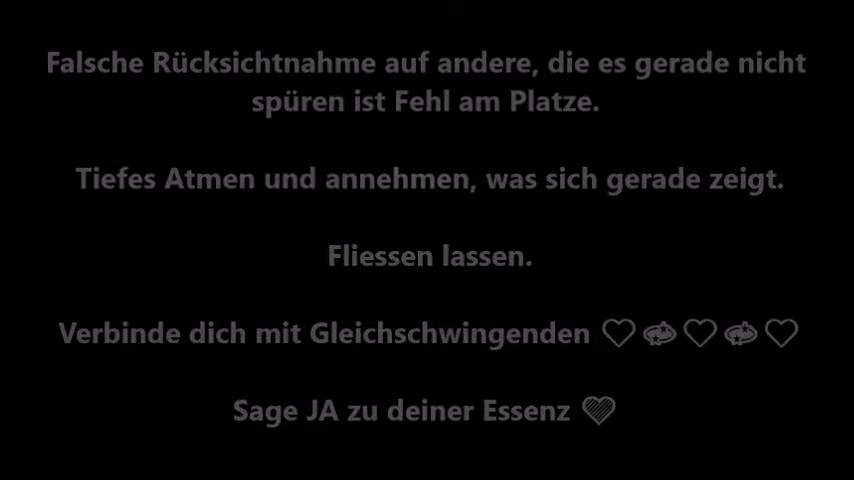 Falsche Rücksichtnahme auf andere, die es gerade nicht
spüren ist Fehl am Platze.
Tiefes Atmen und annehmen, was sich gerade zeigt.
Fliessen lassen.
Verbinde dich mit Gleichschwingenden ♡💫♡💫♡
Sage JA zu deiner Essenz 💜